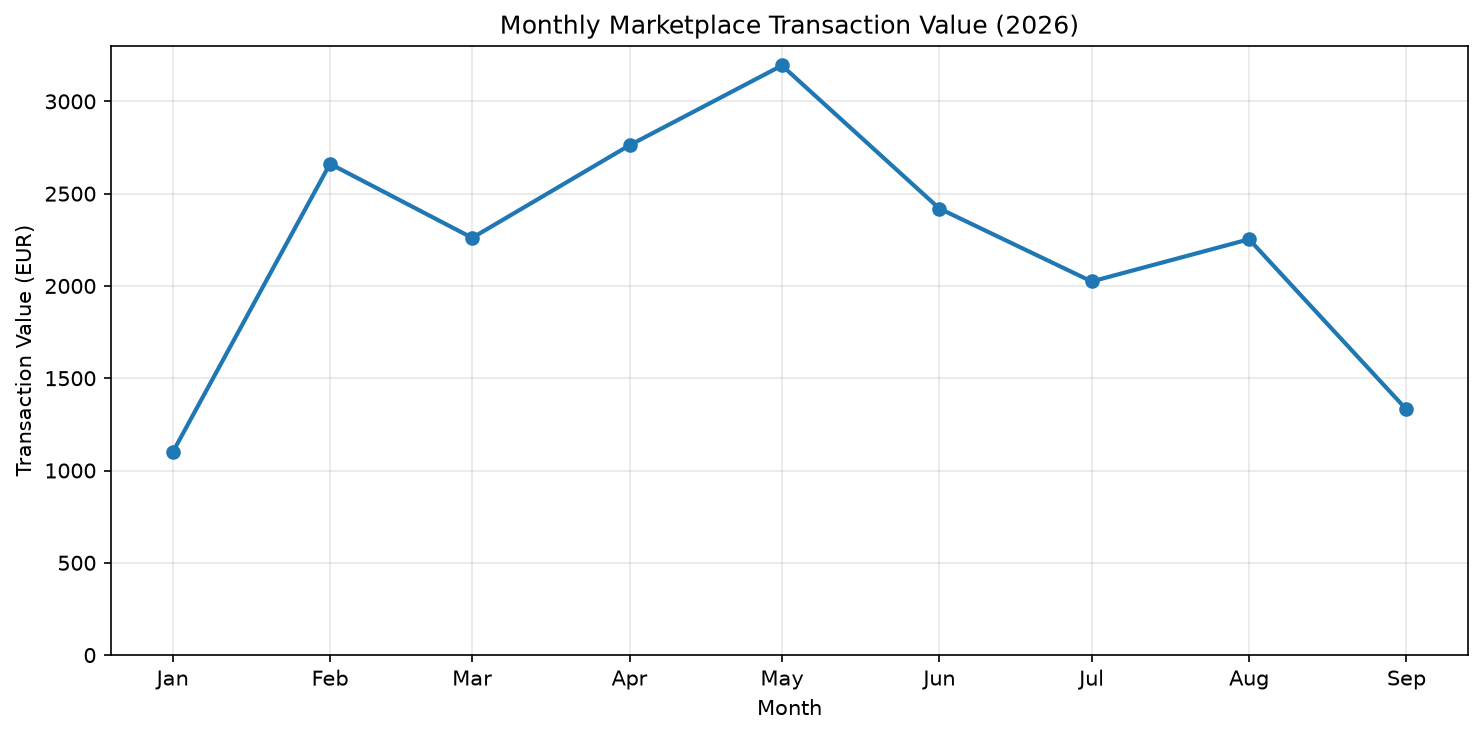 Monthly Marketplace Transaction Value (2026)
Transaction Value (EUR)
3000
2500
2000
1500
1000
500
0
Jan Feb Mar Apr May Jun Jul Aug Sep
Month